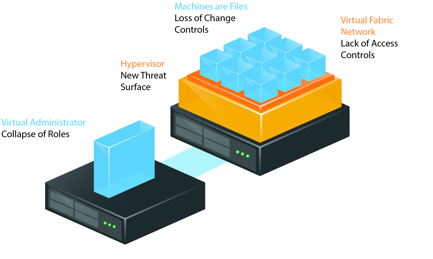 Machines are Files
Loss of Change
Controls
Virtual Fabric
Network
Lack of Access
Controls
Hypervisor
New Threat
Surface
Virtual Administrator
Collapse of Roles